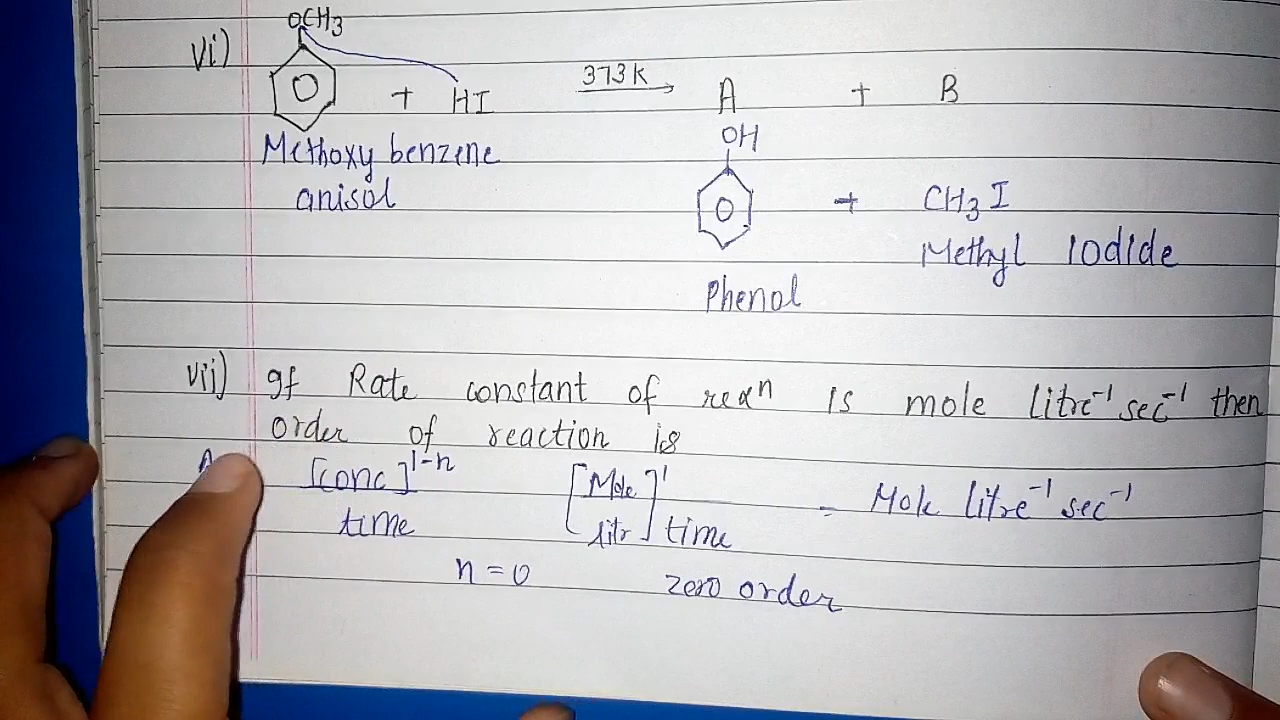 OCH3
vi)
+ HI 373K A + B
Methoxy benzene
anisol
OH
+ CH3I
Methyl Iodide
Phenol
vii) If Rate constant of reaxn is mole litre-1 sec-1 then
order of reaction is
[conc]1-n [Mole]1 = Mole litre-1 sec-1
time litr time
n = 0 zero order